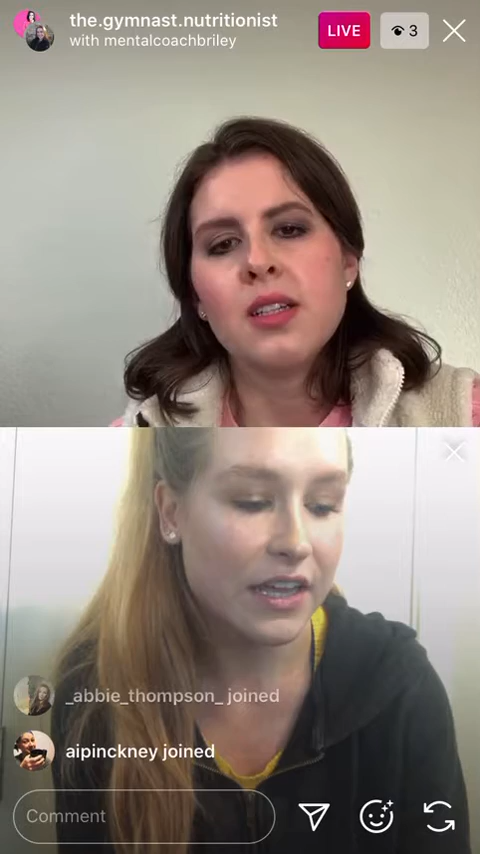 the.gymnast.nutritionist
with mentalcoachbriley
LIVE
3
_abbie_thompson_ joined
aipinckney joined
Comment